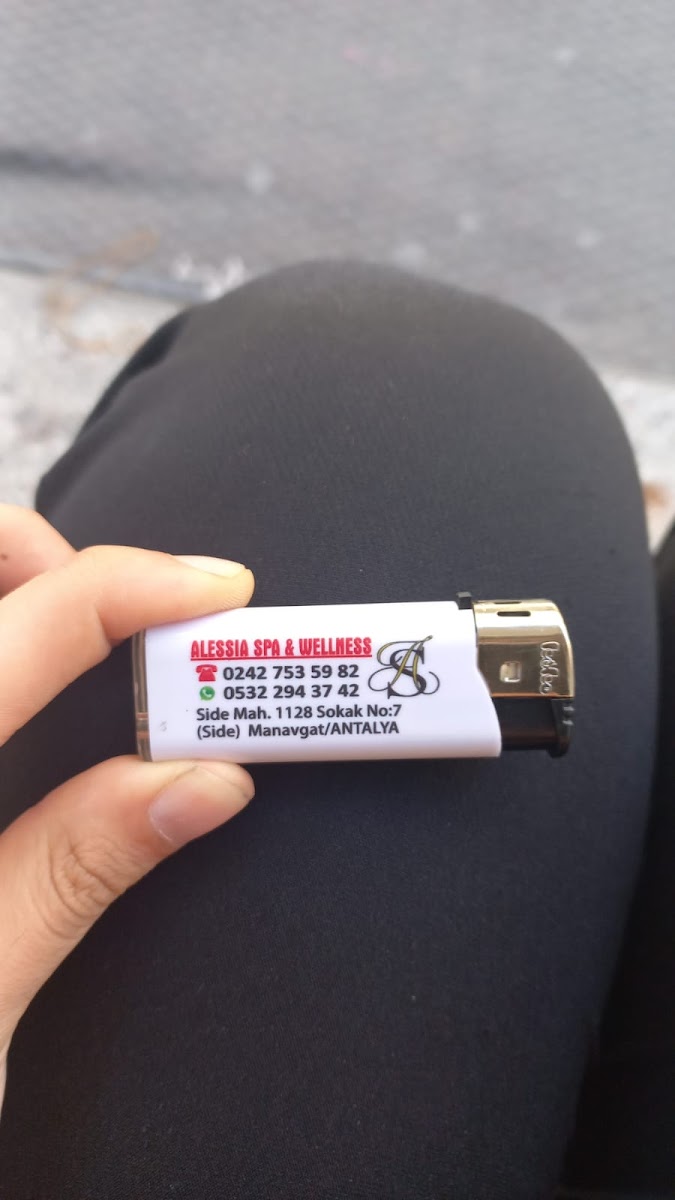 ALESSIA SPA & WELLNESS
0242 753 59 82
0532 294 37 42
Side Mah. 1128 Sokak No:7
(Side) Manavgat/ANTALYA
AS